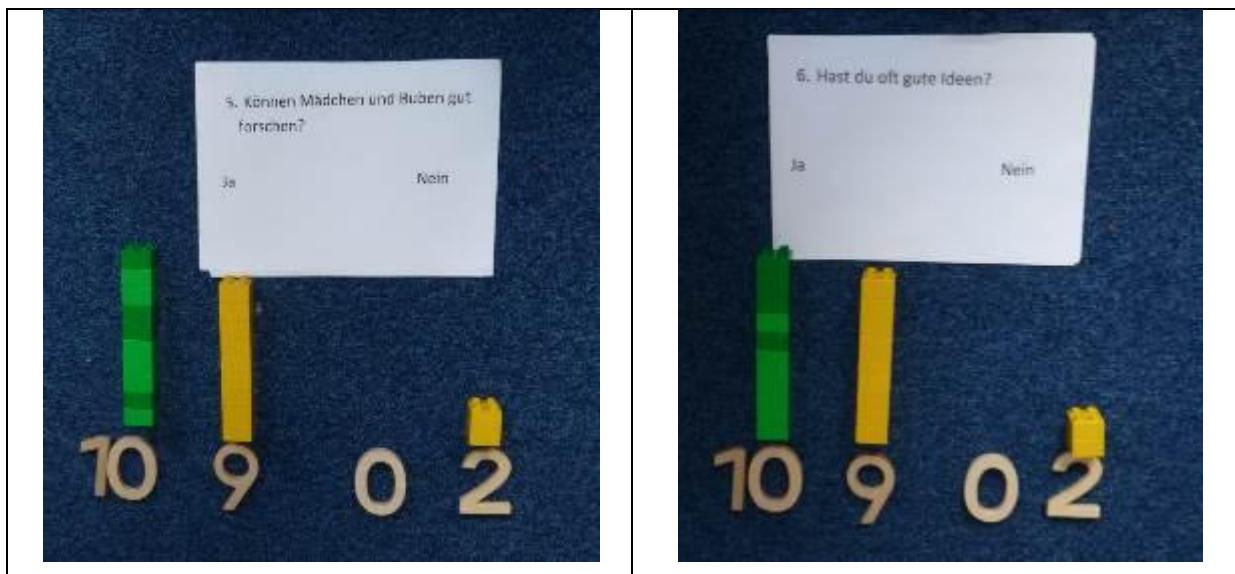 5. Können Mädchen und Buben gut
forschen?
Ja Nein
10 9 0 2
6. Hast du oft gute Ideen?
Ja Nein
10 9 0 2